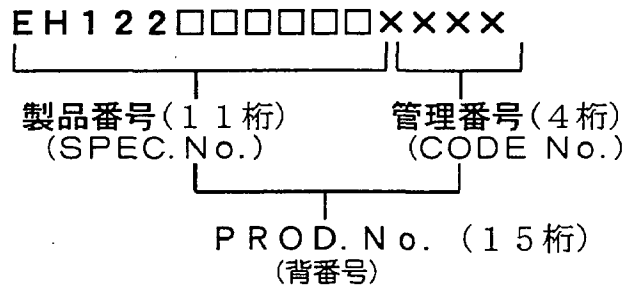 EH122□□□□□□××××
製品番号(11桁) 管理番号(4桁)
(SPEC.No.) (CODE No.)
PROD.No. (15桁)
(背番号)